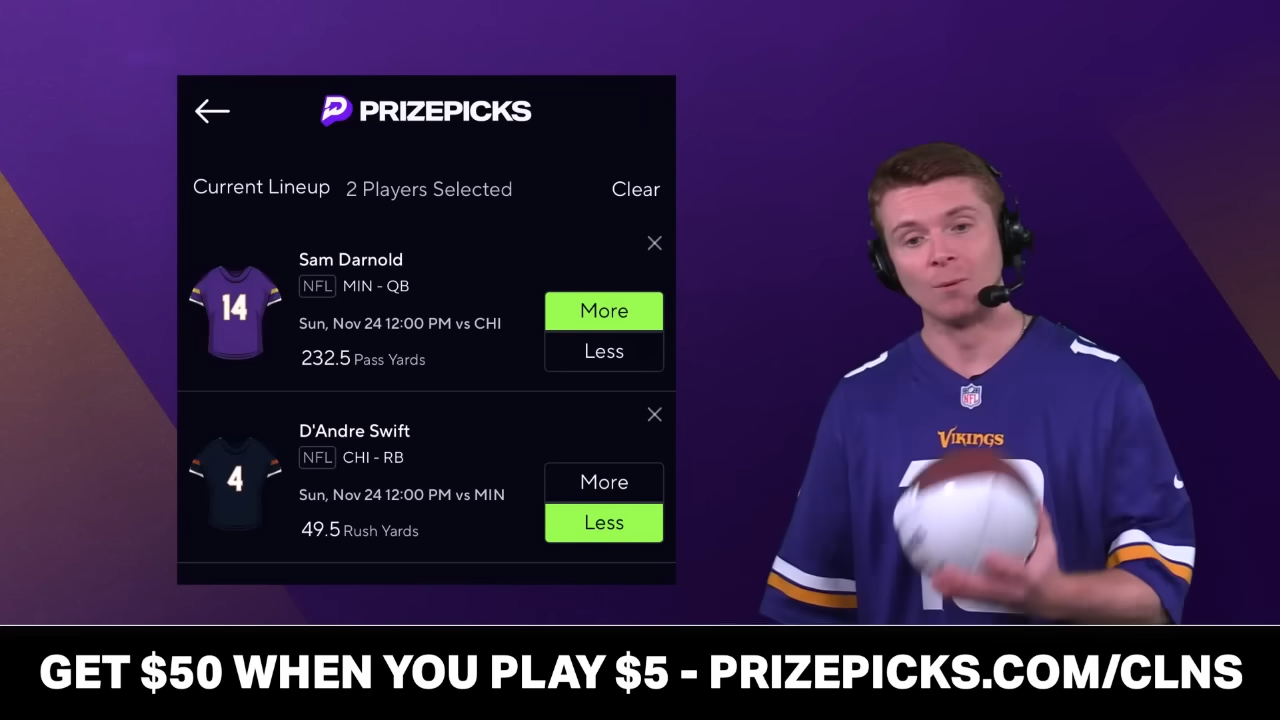 PRIZEPICKS
Current Lineup 2 Players Selected Clear
Sam Darnold
NFL MIN - QB
Sun, Nov 24 12:00 PM vs CHI
232.5 Pass Yards
More
Less
14
D'Andre Swift
NFL CHI - RB
Sun, Nov 24 12:00 PM vs MIN
49.5 Rush Yards
More
Less
4
NFL
VIKINGS
GET $50 WHEN YOU PLAY $5 - PRIZEPICKS.COM/CLNS